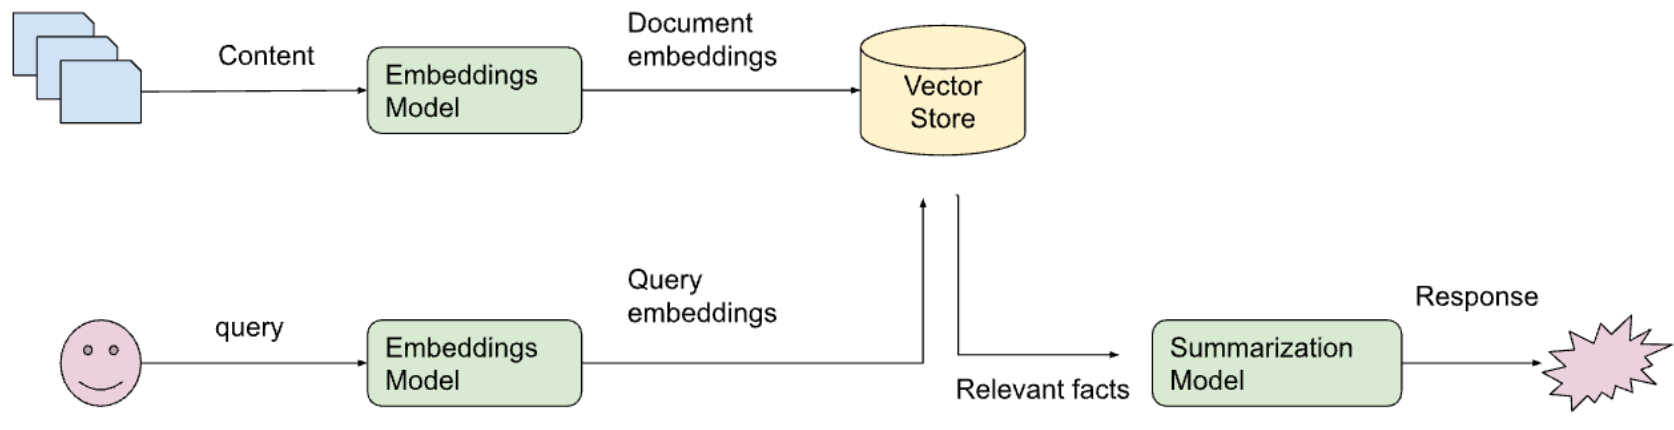 Content
Embeddings
Model
Document
embeddings
Vector
Store
query
Embeddings
Model
Query
embeddings
Relevant facts
Summarization
Model
Response